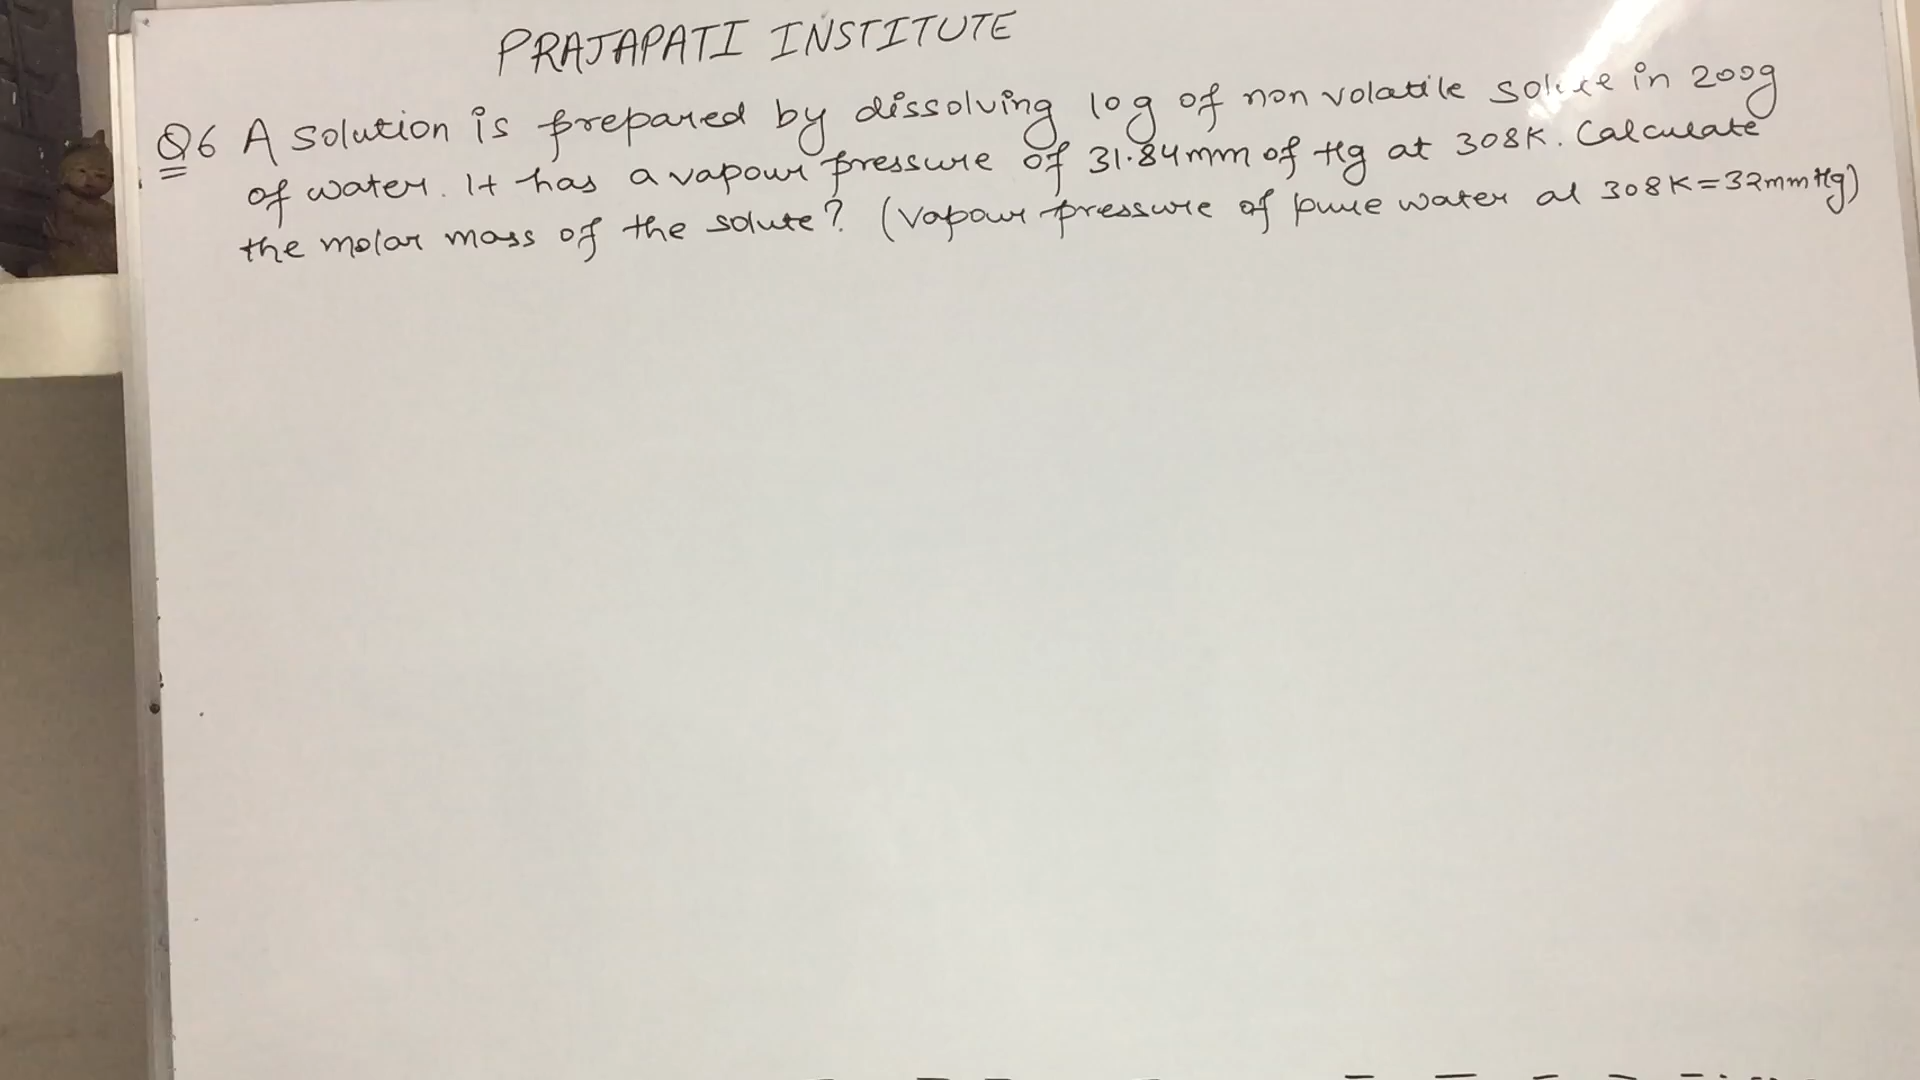 PRAJAPATI INSTITUTE
Q6 A solution is prepared by dissolving 10g of non volatile solute in 200g
of water. It has a vapour pressure of 31.84mm of Hg at 308K. Calculate
the molar mass of the solute? (Vapour pressure of pure water at 308K=32mmHg)